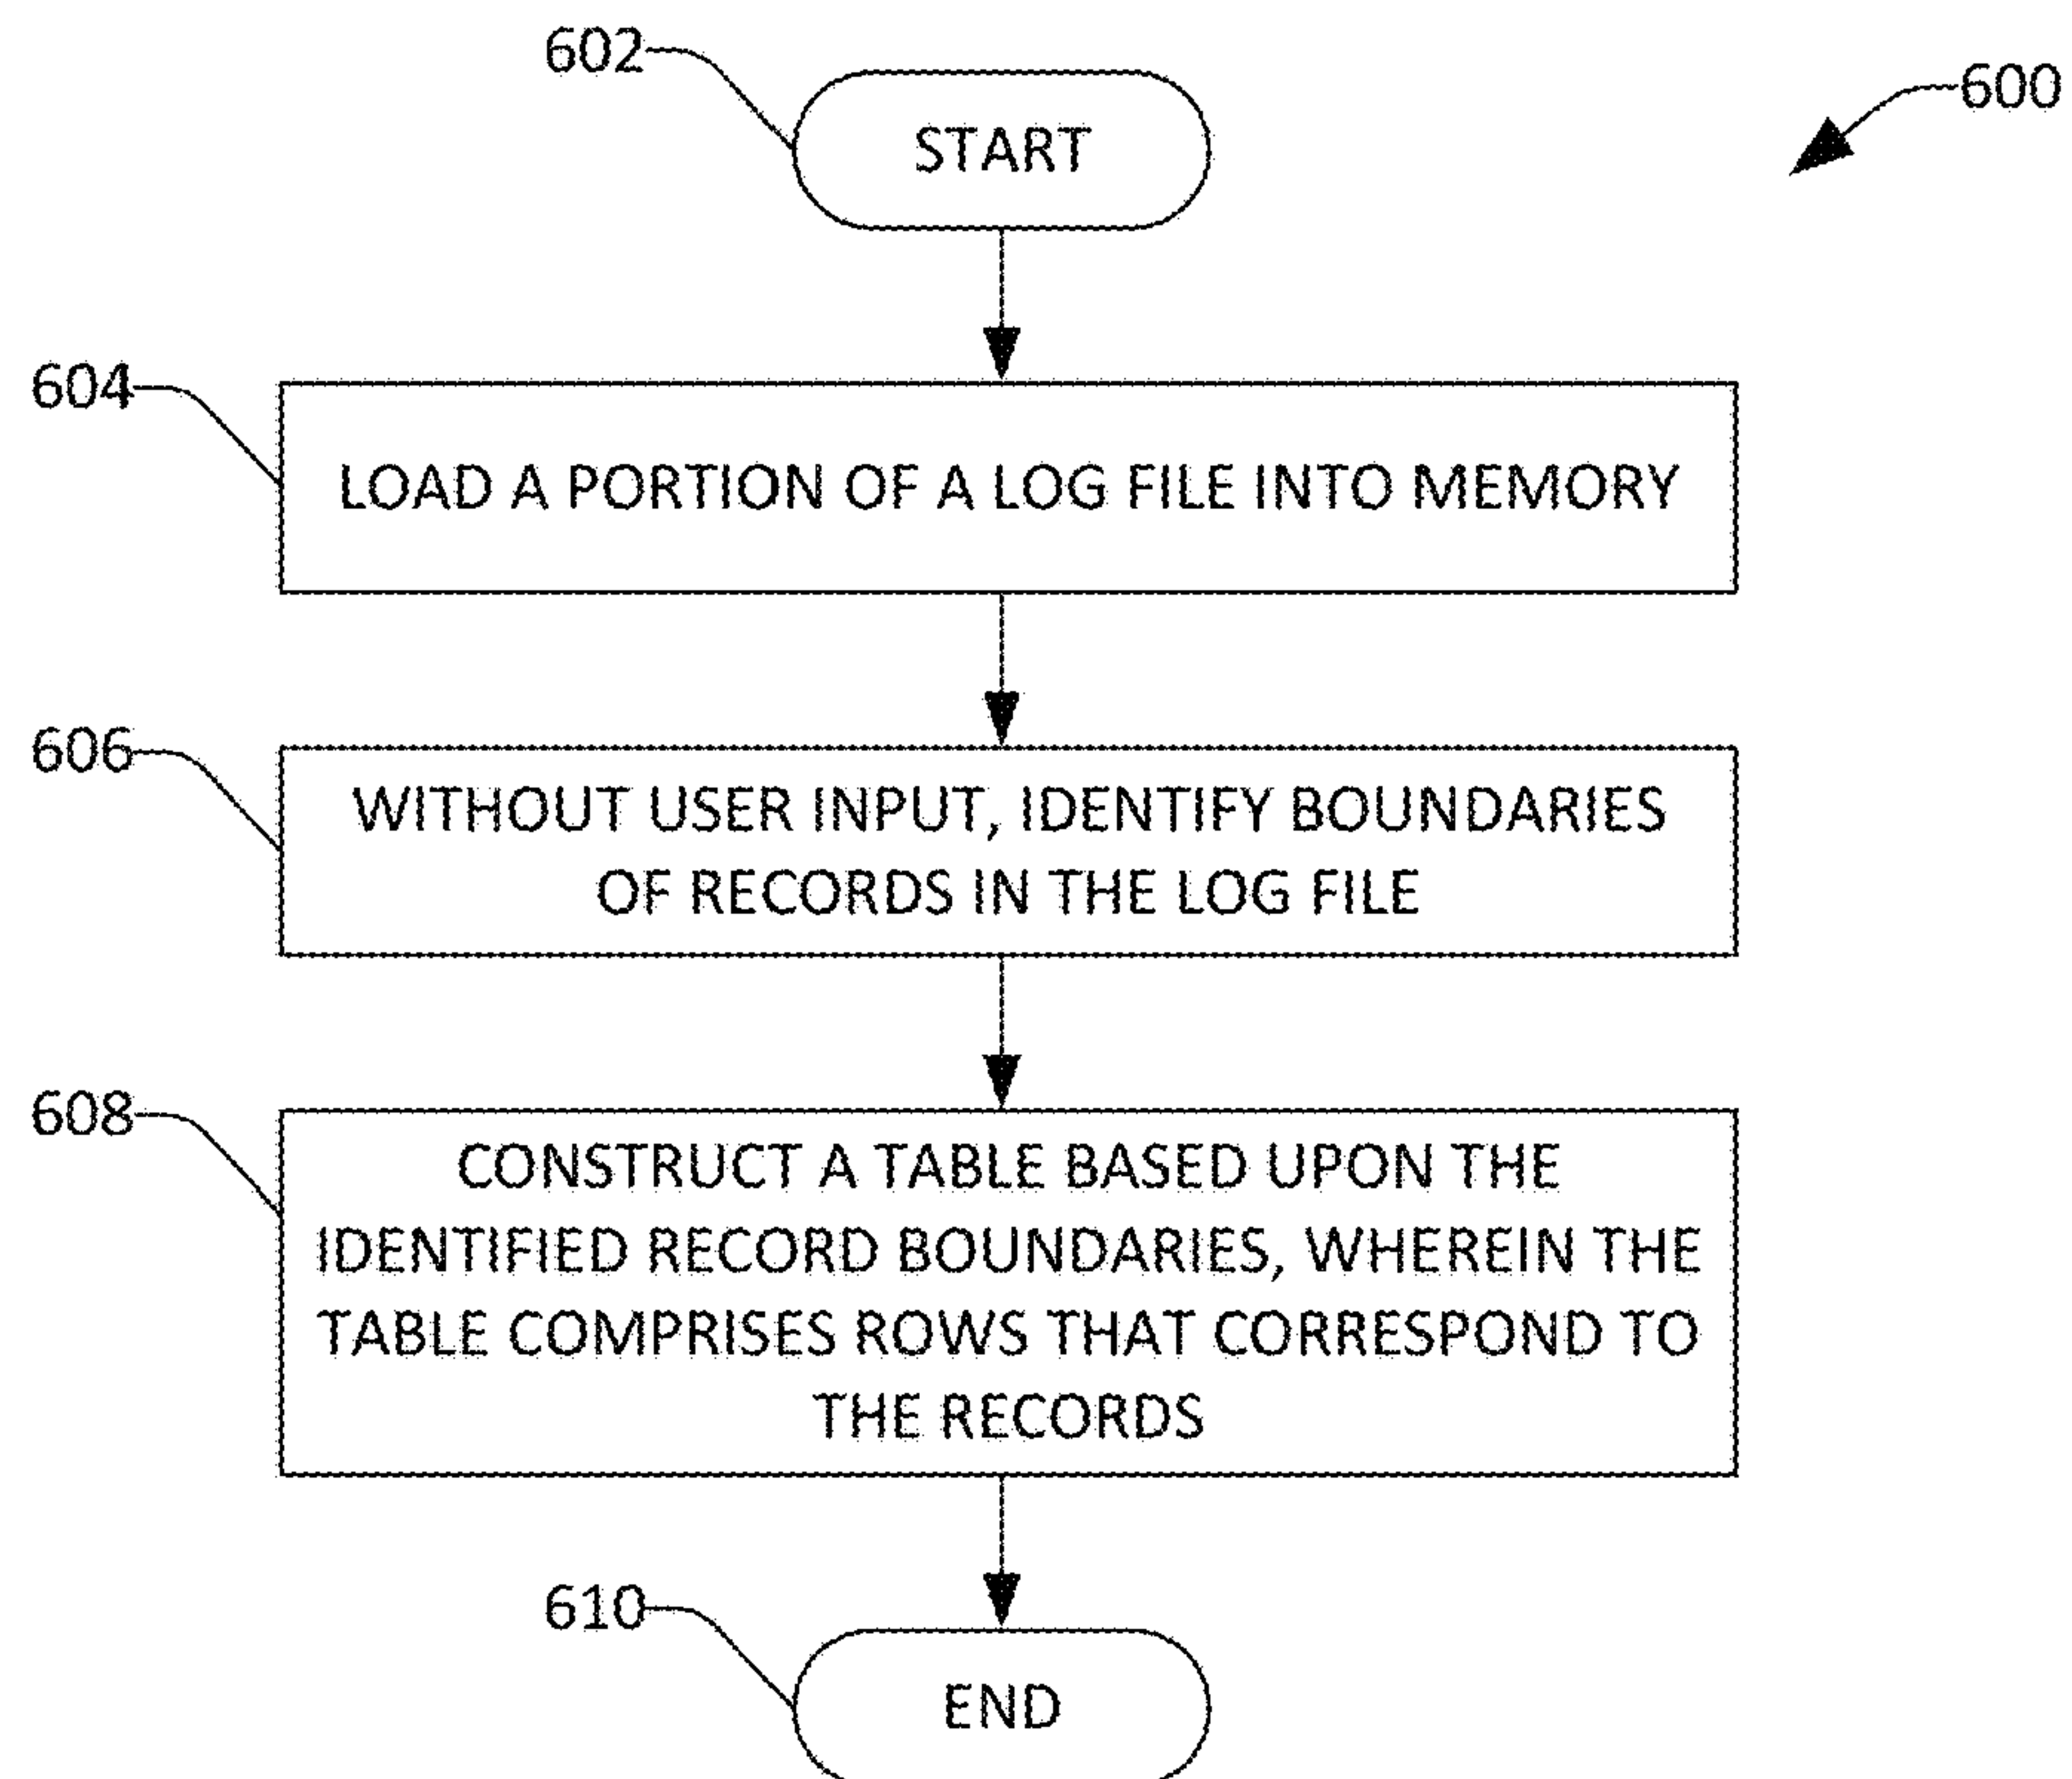 602
START
600
604
LOAD A PORTION OF A LOG FILE INTO MEMORY
606
WITHOUT USER INPUT, IDENTIFY BOUNDARIES
OF RECORDS IN THE LOG FILE
608
CONSTRUCT A TABLE BASED UPON THE
IDENTIFIED RECORD BOUNDARIES, WHEREIN THE
TABLE COMPRISES ROWS THAT CORRESPOND TO
THE RECORDS
610
END